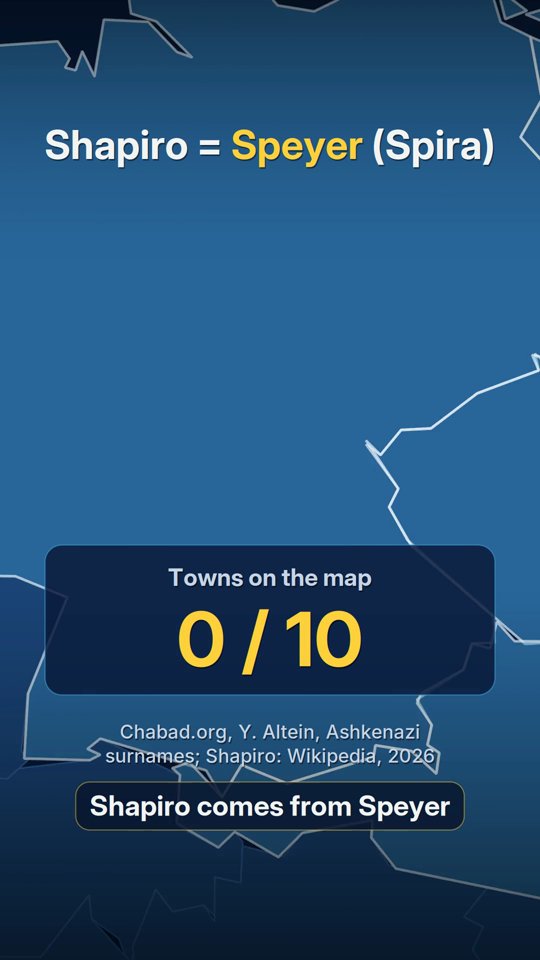 Shapiro = Speyer (Spira)
Towns on the map
0 / 10
Chabad.org, Y. Altein, Ashkenazi
surnames; Shapiro: Wikipedia, 2026
Shapiro comes from Speyer